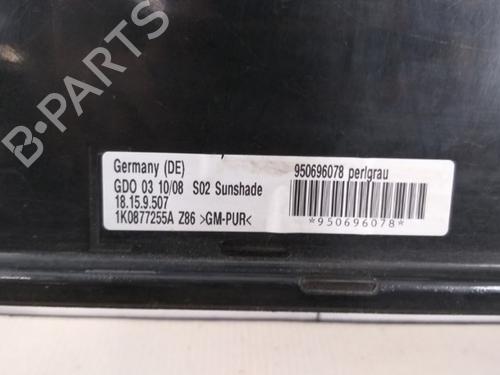 B-PARTS
Germany (DE)
GDO 03 10/08 S02 Sunshade
18.15.9.507
1K0877255A Z86 >GM-PUR<
950696078 perlgrau
*950696078*